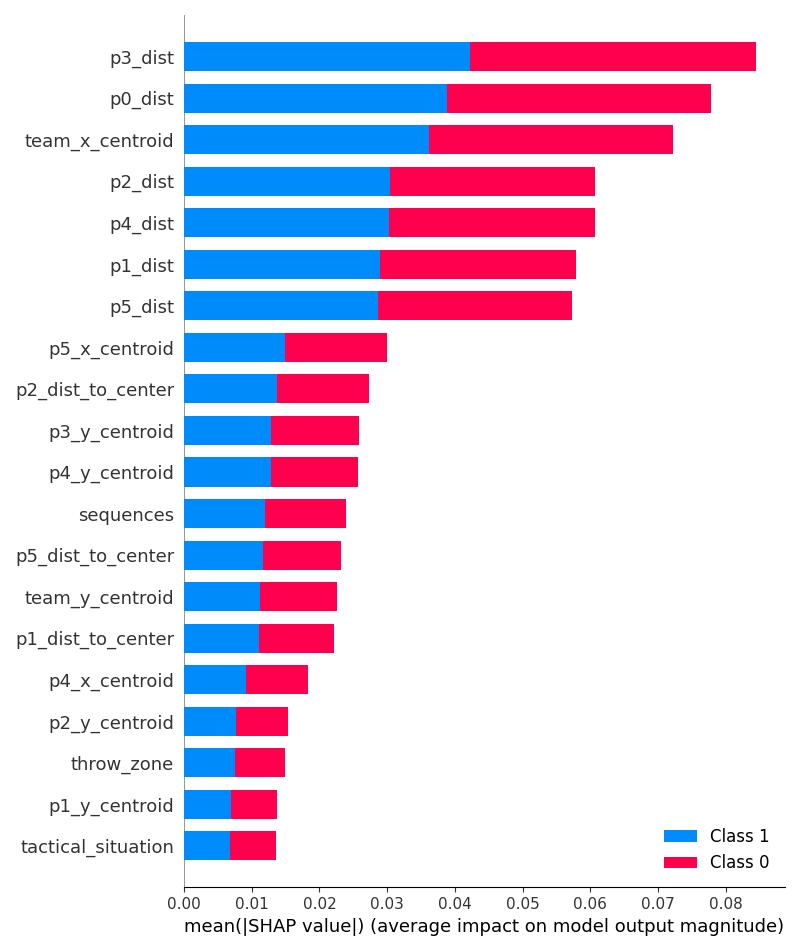 p3_dist
p0_dist
team_x_centroid
p2_dist
p4_dist
p1_dist
p5_dist
p5_x_centroid
p2_dist_to_center
p3_y_centroid
p4_y_centroid
sequences
p5_dist_to_center
team_y_centroid
p1_dist_to_center
p4_x_centroid
p2_y_centroid
throw_zone
p1_y_centroid
tactical_situation
Class 1
Class 0
0.00 0.01 0.02 0.03 0.04 0.05 0.06 0.07 0.08
mean(|SHAP value|) (average impact on model output magnitude)